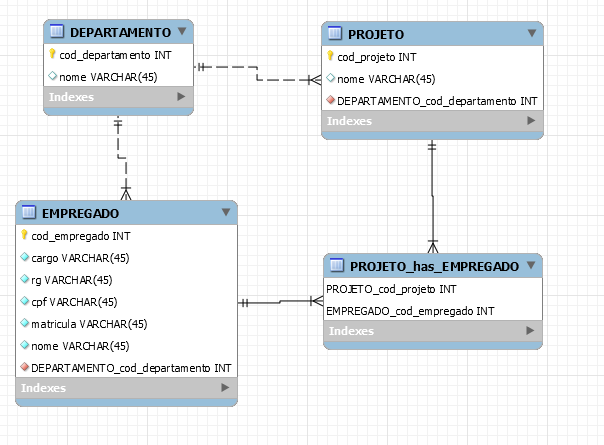 DEPARTAMENTO
cod_departamento INT
nome VARCHAR(45)
Indexes
PROJETO
cod_projeto INT
nome VARCHAR(45)
DEPARTAMENTO_cod_departamento INT
Indexes
EMPREGADO
cod_empregado INT
cargo VARCHAR(45)
rg VARCHAR(45)
cpf VARCHAR(45)
matricula VARCHAR(45)
nome VARCHAR(45)
DEPARTAMENTO_cod_departamento INT
Indexes
PROJETO_has_EMPREGADO
PROJETO_cod_projeto INT
EMPREGADO_cod_empregado INT
Indexes